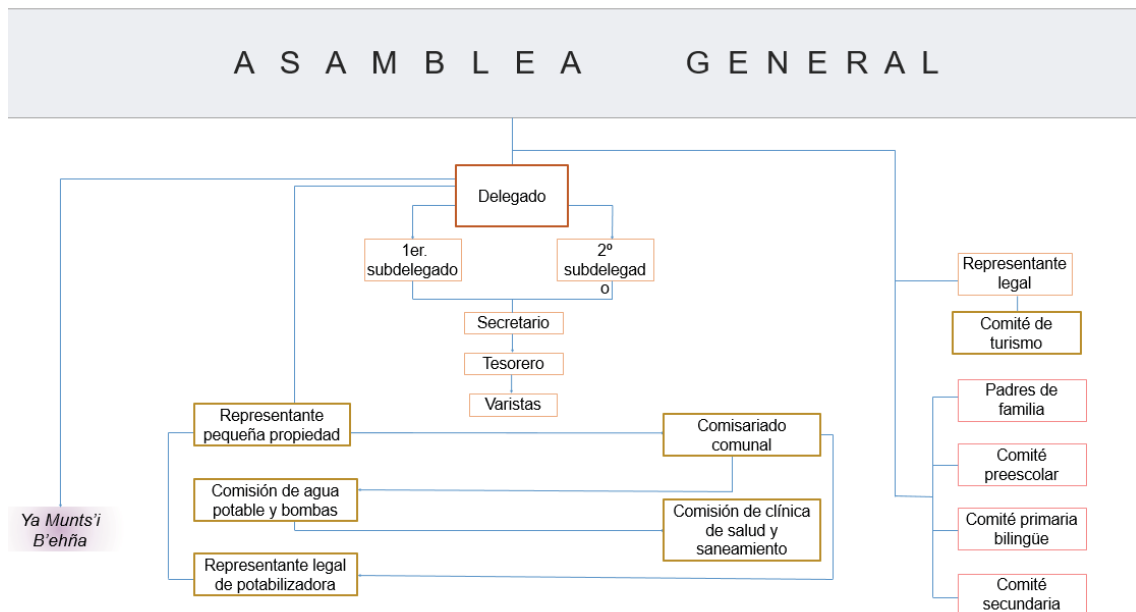 ASAMBLEA GENERAL
Delegado
1er.
subdelegado
2º
subdelegad
o
Secretario
Tesorero
Varistas
Representante
legal
Comité de
turismo
Padres de
familia
Comité
preescolar
Comité primaria
bilingüe
Comité
secundaria
Representante
pequeña propiedad
Comisariado
comunal
Comisión de agua
potable y bombas
Comisión de clínica
de salud y
saneamiento
Representante legal
de potabilizadora
Ya Munts’i
B’ehña